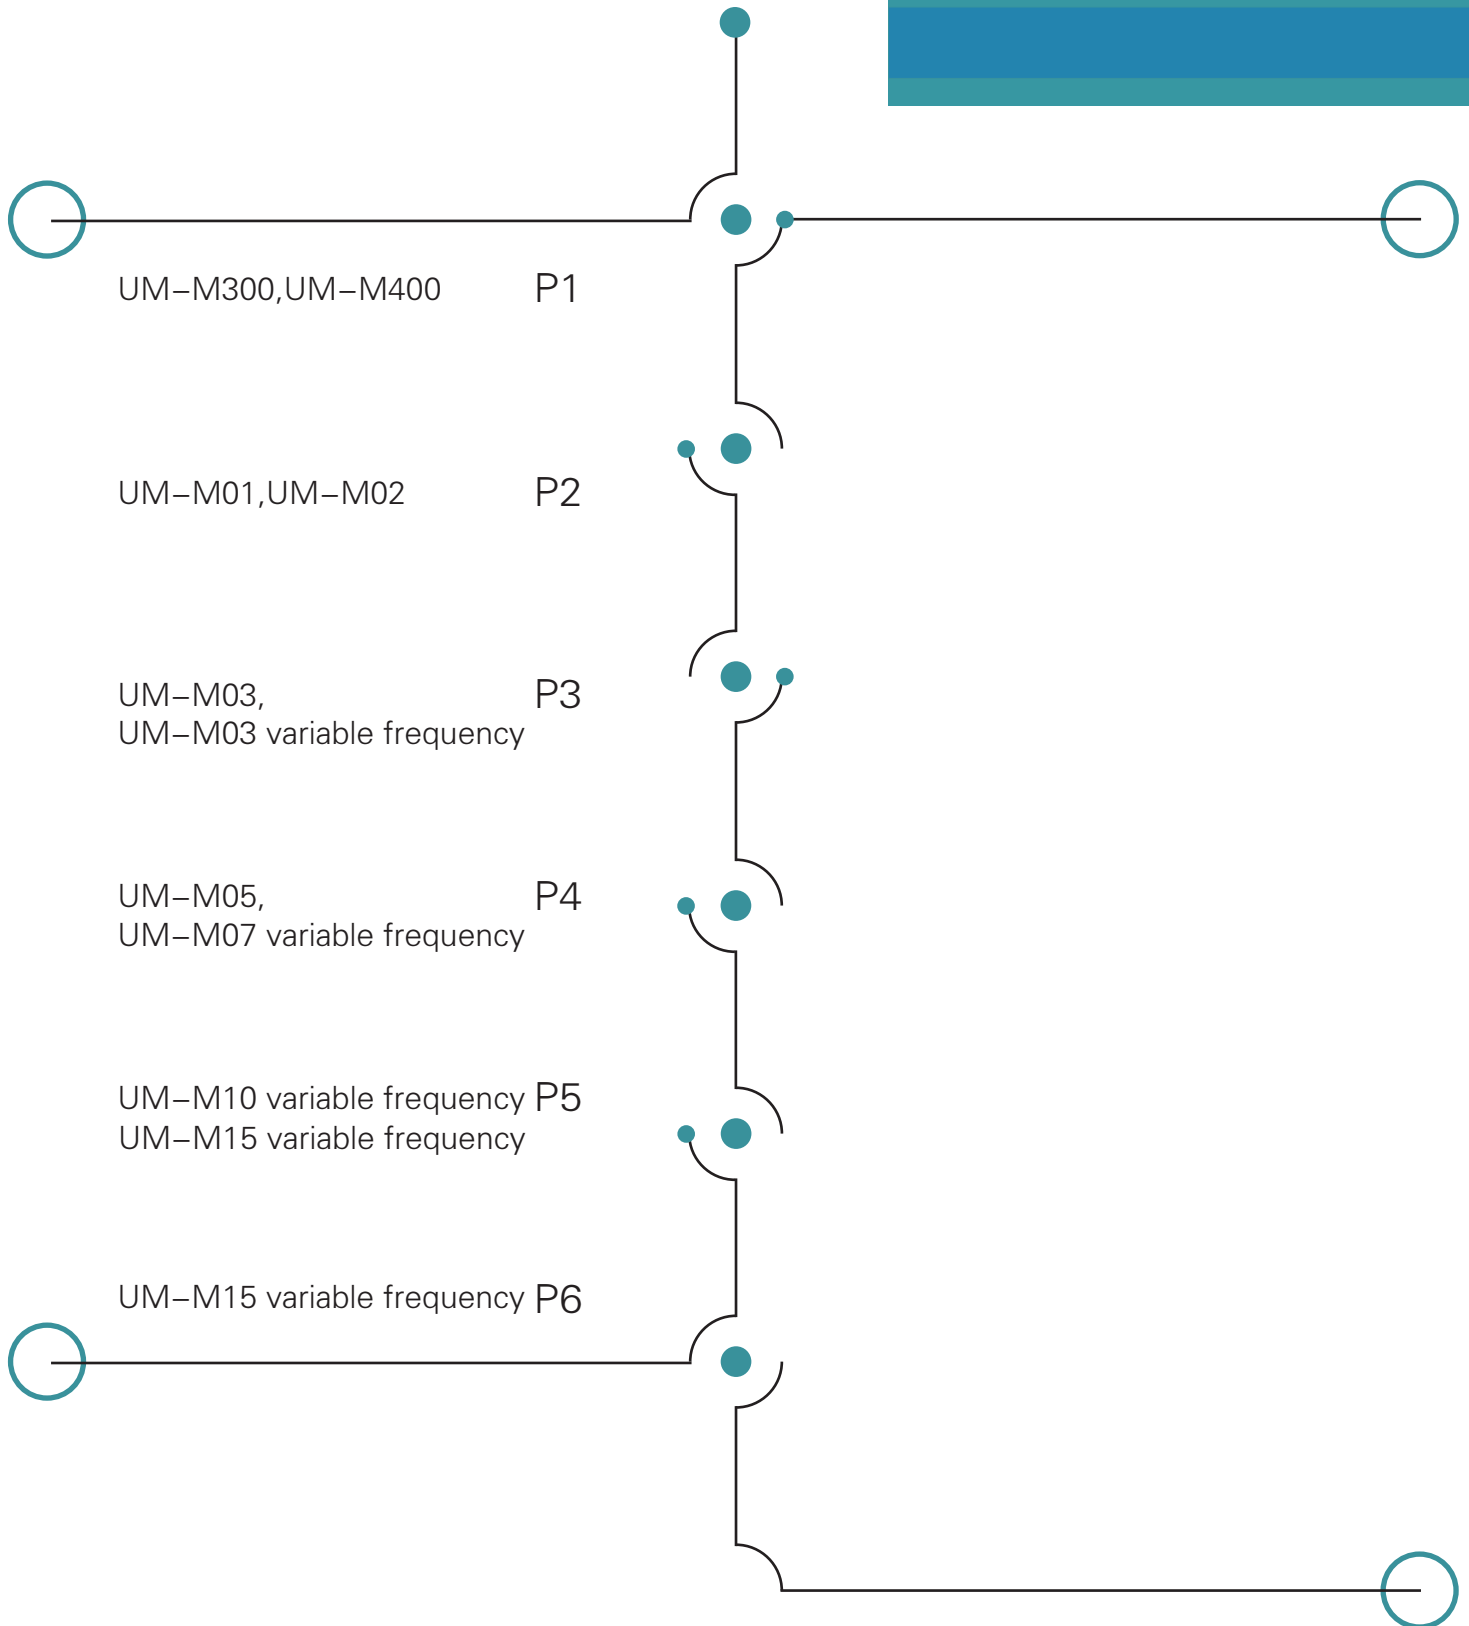 UM–M300,UM–M400 P1
UM–M01,UM–M02 P2
UM–M03, P3
UM–M03 variable frequency
UM–M05, P4
UM–M07 variable frequency
UM–M10 variable frequency P5
UM–M15 variable frequency
UM–M15 variable frequency P6